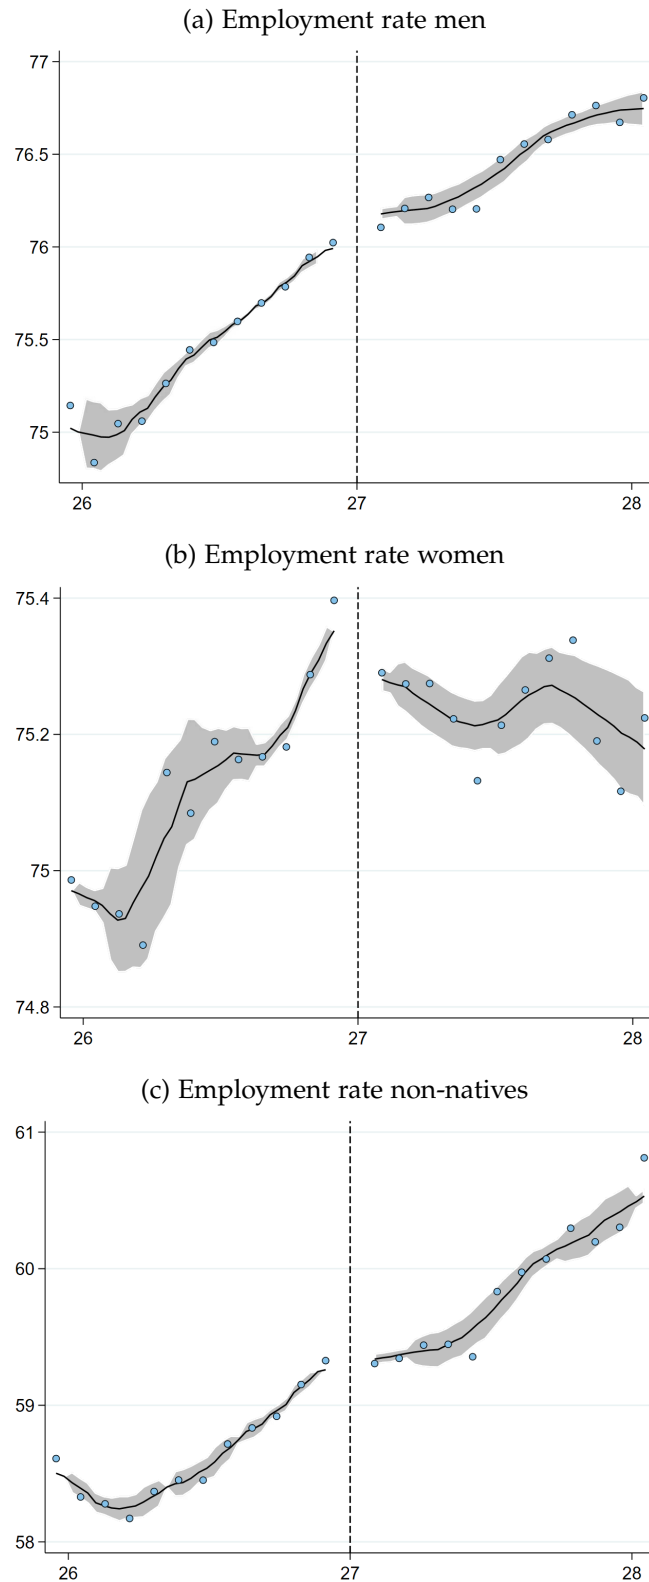 (a) Employment rate men
77
76.5
76
75.5
75
26 27 28
(b) Employment rate women
75.4
75.2
75
74.8
26 27 28
(c) Employment rate non-natives
61
60
59
58
26 27 28